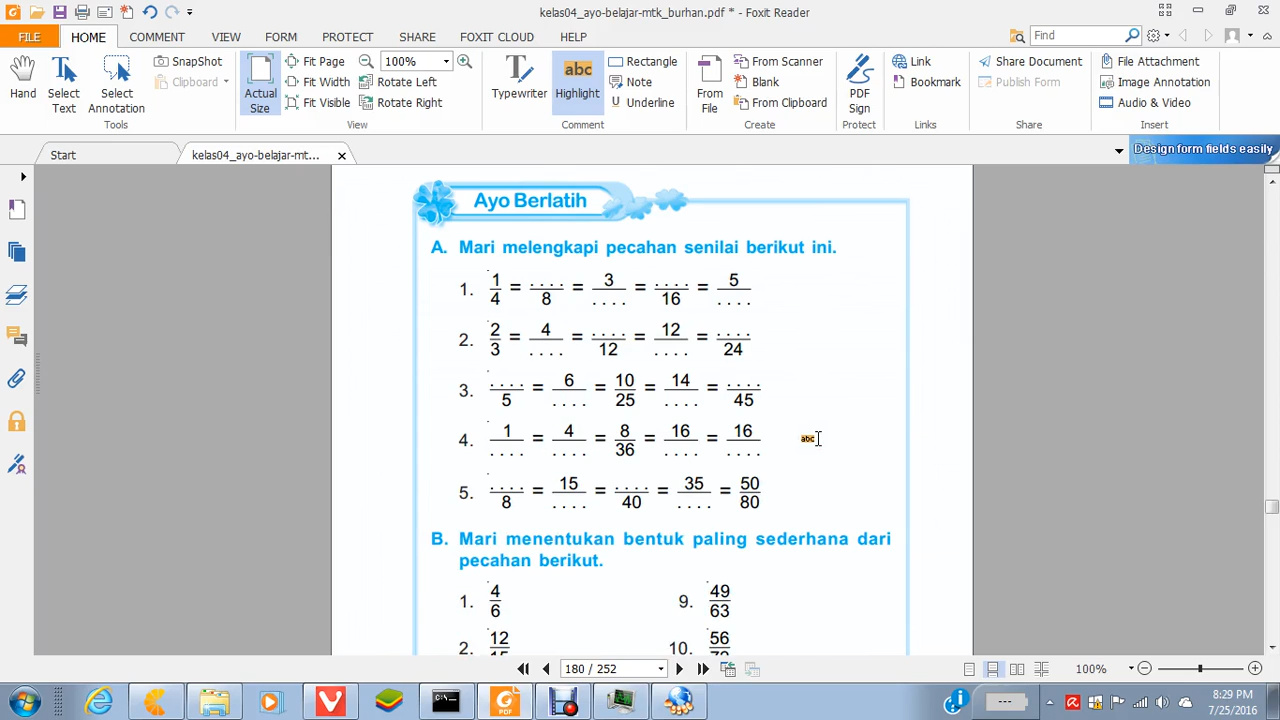 kelas04_ayo-belajar-mtk_burhan.pdf * - Foxit Reader
FILE HOME COMMENT VIEW FORM PROTECT SHARE FOXIT CLOUD HELP Find
Hand
Select Text
Select Annotation
SnapShot
Clipboard
Tools
Actual Size
Fit Page
Fit Width
Fit Visible
100%
Rotate Left
Rotate Right
View
Typewriter
abc
Highlight
Rectangle
Note
Underline
Comment
From File
From Scanner
Blank
From Clipboard
Create
PDF Sign
Protect
Link
Bookmark
Links
Share Document
Publish Form
Share
File Attachment
Image Annotation
Audio & Video
Insert
Start kelas04_ayo-belajar-mt... Design form fields easily
Ayo Berlatih
A. Mari melengkapi pecahan senilai berikut ini.
1. 1/4 = ..../8 = 3/.... = ..../16 = 5/....
2. 2/3 = 4/.... = ..../12 = 12/.... = ..../24
3. ..../5 = 6/.... = 10/25 = 14/.... = ..../45
4. 1/.... = 4/.... = 8/36 = 16/.... = 16/.... abc
5. ..../8 = 15/.... = ..../40 = 35/.... = 50/80
B. Mari menentukan bentuk paling sederhana dari
pecahan berikut.
1. 4/6 9. 49/63
2. 12 10. 56
180 / 252 100%
PDF
8:29 PM
7/25/2016